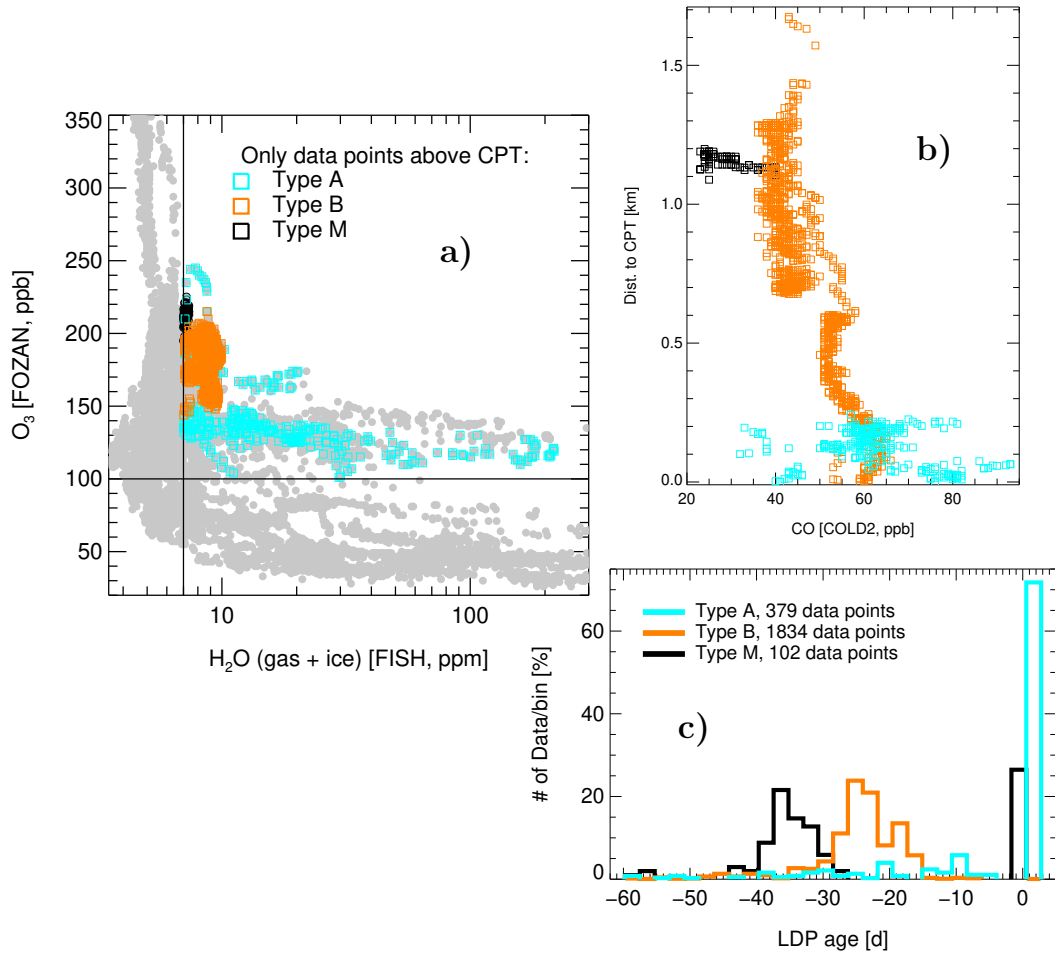 350
300
250
200
150
100
50
10
100
O3 [FOZAN, ppb]
H2O (gas + ice) [FISH, ppm]
Only data points above CPT:
Type A
Type B
Type M
a)
1.5
1.0
0.5
0.0
20
40
60
80
Dist. to CPT [km]
CO [COLD2, ppb]
b)
60
40
20
0
−60
−50
−40
−30
−20
−10
0
# of Data/bin [%]
LDP age [d]
Type A, 379 data points
Type B, 1834 data points
Type M, 102 data points
c)